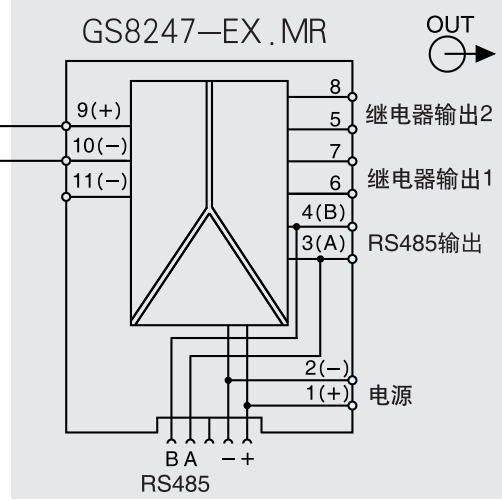 GS8247-EX.MR
OUT
9(+)
10(-)
11(-)
8
5
继电器输出2
7
6
继电器输出1
4(B)
3(A)
RS485输出
2(-)
1(+)
电源
B A - +
RS485